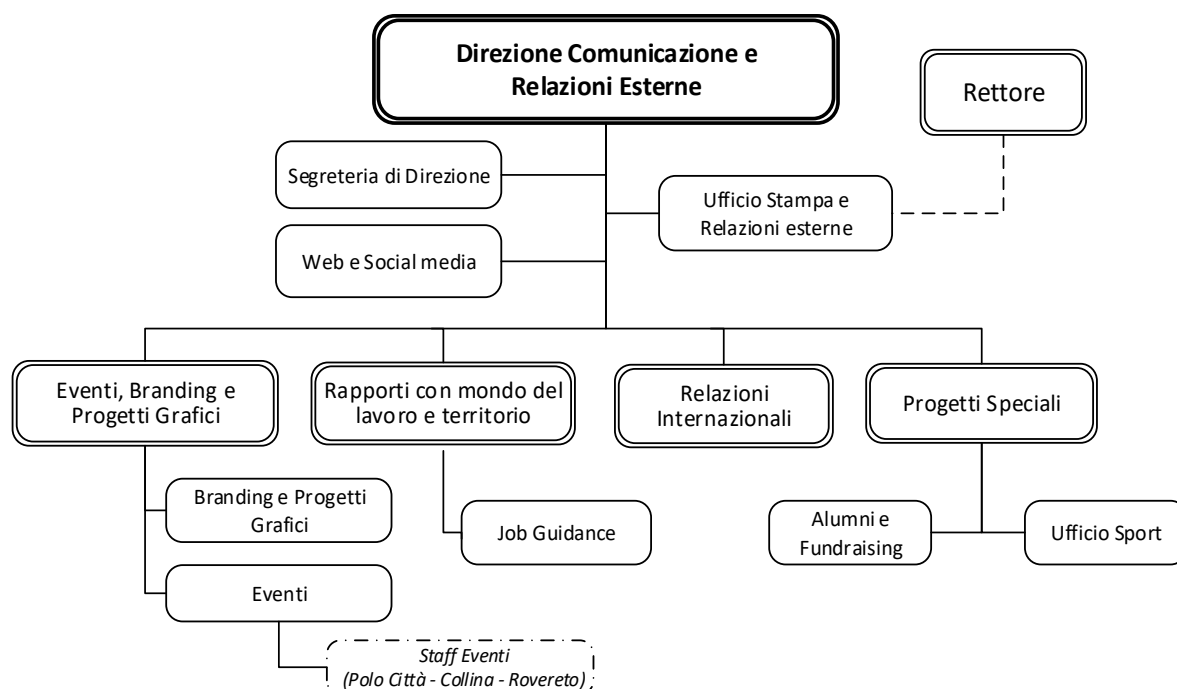 Direzione Comunicazione e
Relazioni Esterne
Rettore
Segreteria di Direzione
Ufficio Stampa e
Relazioni esterne
Web e Social media
Eventi, Branding e
Progetti Grafici
Rapporti con mondo del
lavoro e territorio
Relazioni
Internazionali
Progetti Speciali
Branding e Progetti
Grafici
Job Guidance
Alumni e
Fundraising
Ufficio Sport
Eventi
Staff Eventi
(Polo Città - Collina - Rovereto)